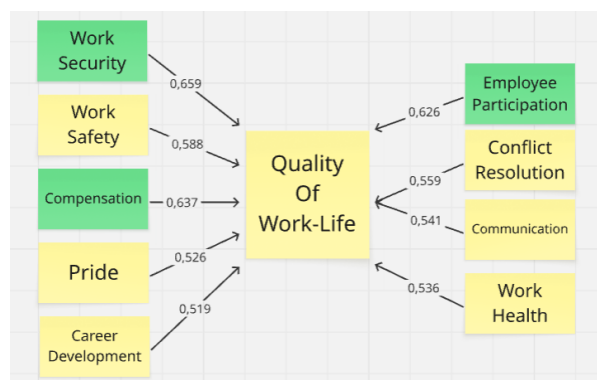 Work
Security
0,659
Work
Safety
0,588
Compensation
0,637
Pride
0,526
Career
Development
0,519
Quality
Of
Work-Life
Employee
Participation
0,626
Conflict
Resolution
0,559
Communication
0,541
Work
Health
0,536